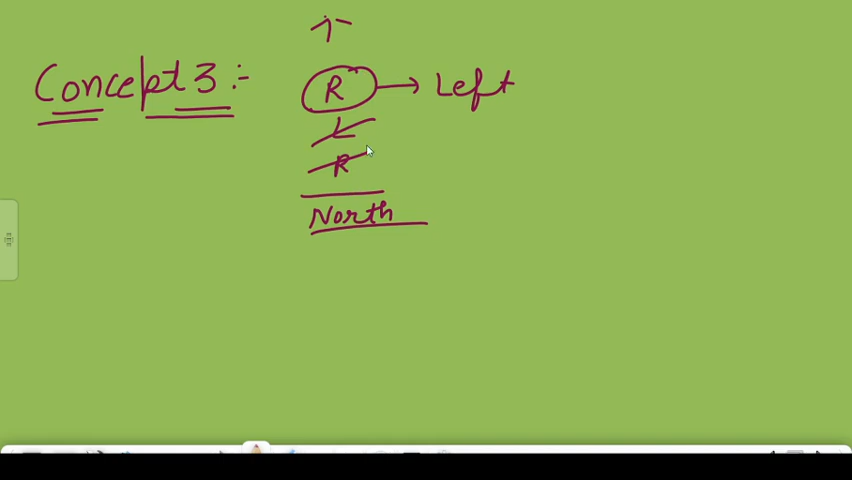 Concept 3 :-
R → Left
L
R
North